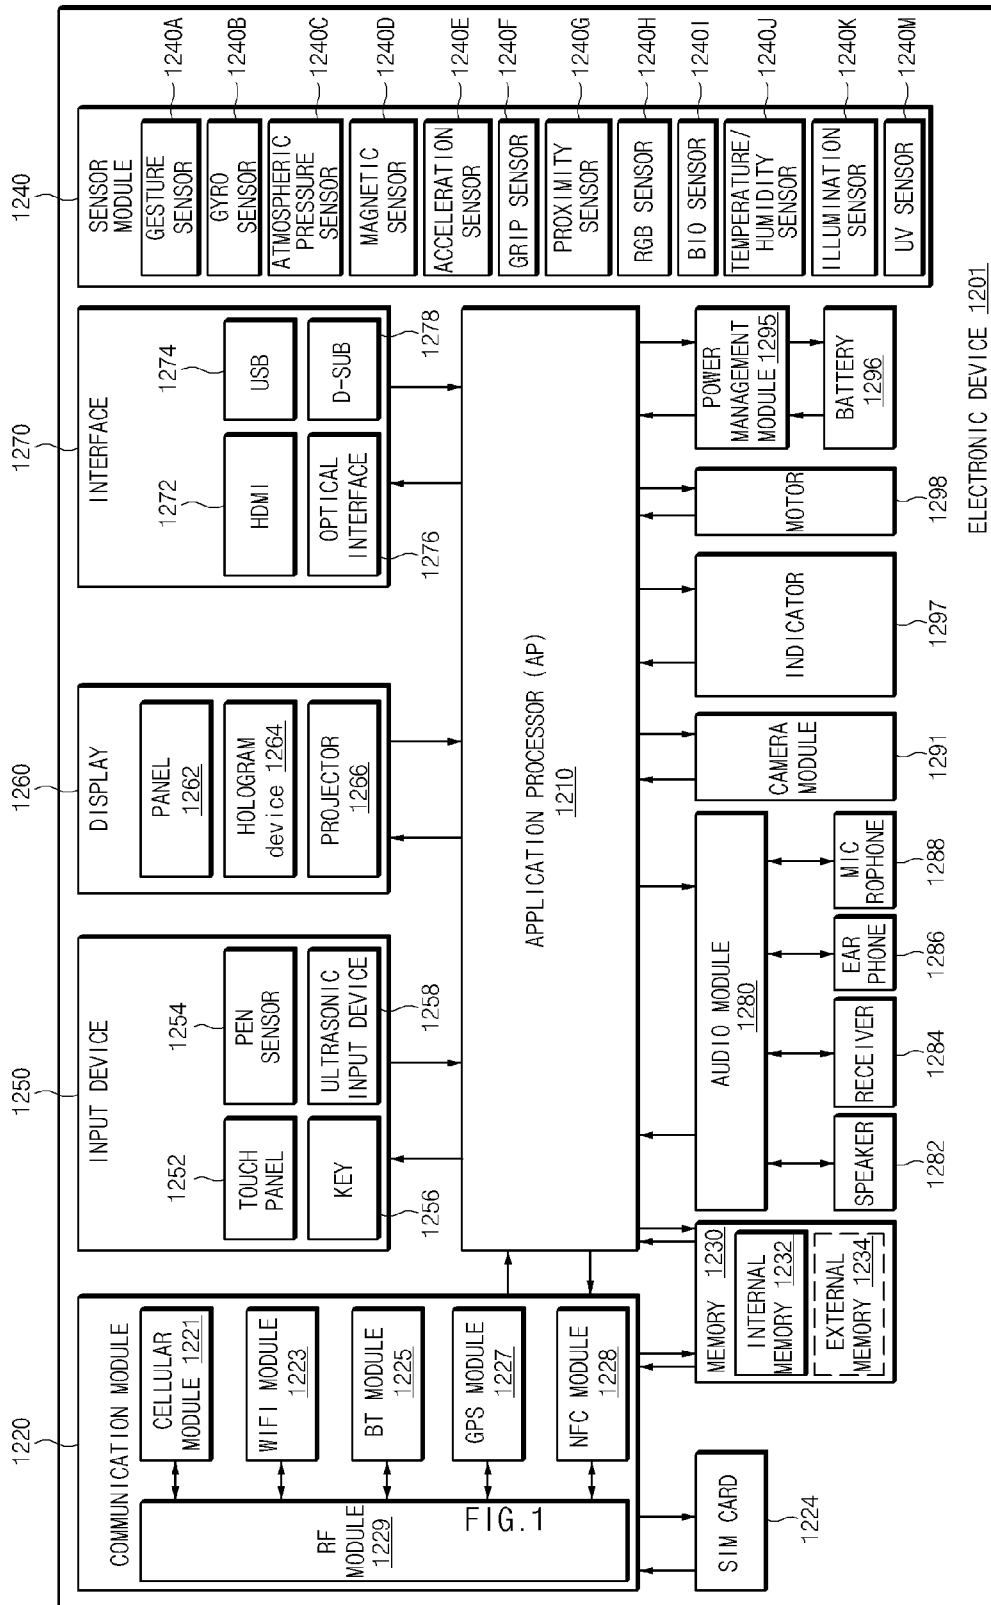 1220
COMMUNICATION MODULE
CELLULAR
MODULE 1221
WIFI MODULE
1223
BT MODULE
1225
GPS MODULE
1227
NFC MODULE
1228
RF
MODULE
1229
FIG.1
SIM CARD
1224
1250
INPUT DEVICE
1252
TOUCH
PANEL
1254
PEN
SENSOR
KEY
1256
ULTRASONIC
INPUT DEVICE
1258
1260
DISPLAY
PANEL
1262
HOLOGRAM
device 1264
PROJECTOR
1266
1270
INTERFACE
1272
HDMI
1274
USB
OPTICAL
INTERFACE
1276
D-SUB
1278
1240
SENSOR
MODULE
GESTURE
SENSOR
1240A
GYRO
SENSOR
1240B
ATMOSPHERIC
PRESSURE
SENSOR
1240C
MAGNETIC
SENSOR
1240D
ACCELERATION
SENSOR
1240E
GRIP SENSOR
1240F
PROXIMITY
SENSOR
1240G
RGB SENSOR
1240H
BIO SENSOR
1240I
TEMPERATURE/
HUMIDITY
SENSOR
1240J
ILLUMINATION
SENSOR
1240K
UV SENSOR
1240M
APPLICATION PROCESSOR (AP)
1210
MEMORY 1230
INTERNAL
MEMORY 1232
EXTERNAL
MEMORY 1234
AUDIO MODULE
1280
SPEAKER
1282
RECEIVER
1284
EAR
PHONE
1286
MIC
ROPHONE
1288
CAMERA
MODULE
1291
INDICATOR
1297
MOTOR
1298
POWER
MANAGEMENT
MODULE 1295
BATTERY
1296
ELECTRONIC DEVICE 1201